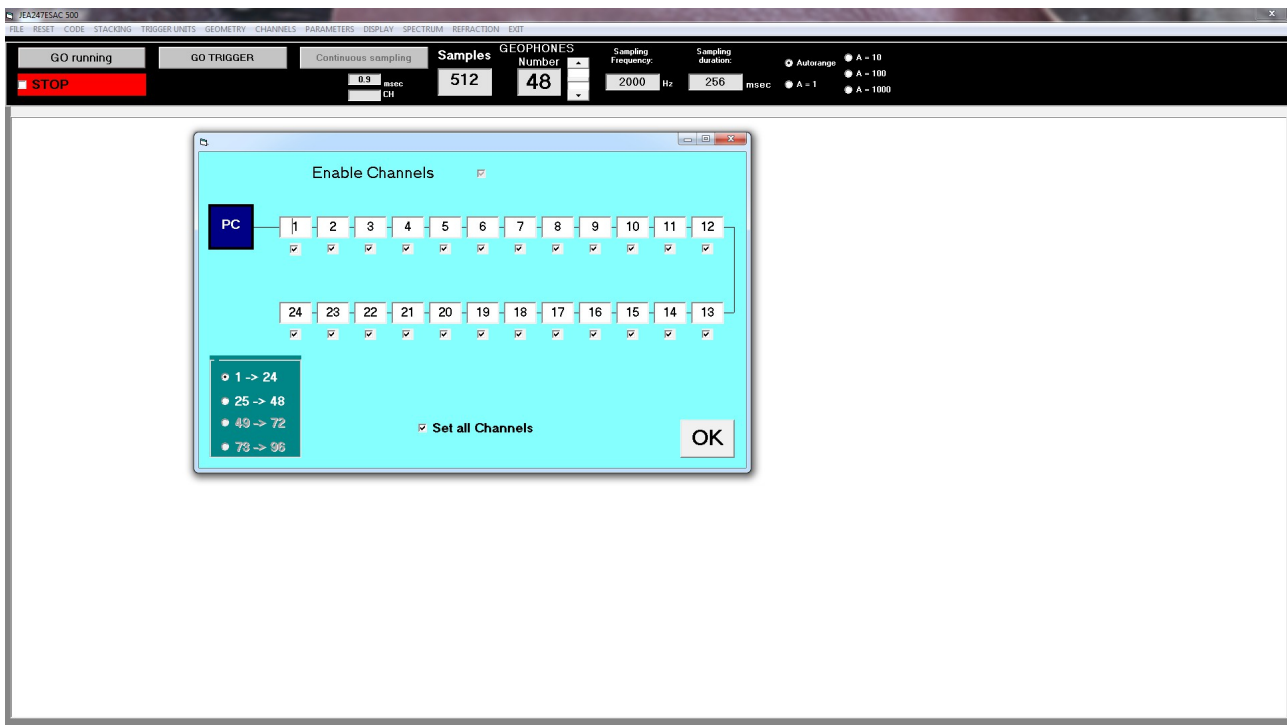 JEA247ESAC 500
FILE RESET CODE STACKING TRIGGER UNITS GEOMETRY CHANNELS PARAMETERS DISPLAY SPECTRUM REFRACTION EXIT
GO running GO TRIGGER Continuous sampling
STOP
0.9 msec
CH
Samples
512
GEOPHONES
Number
48
Sampling
Frequency:
2000 Hz
Sampling
duration:
256 msec
Autorange A = 10
A = 100
A = 1 A = 1000
Enable Channels
PC 1 2 3 4 5 6 7 8 9 10 11 12
24 23 22 21 20 19 18 17 16 15 14 13
1 -> 24
25 -> 48
49 -> 72
73 -> 96
Set all Channels
OK